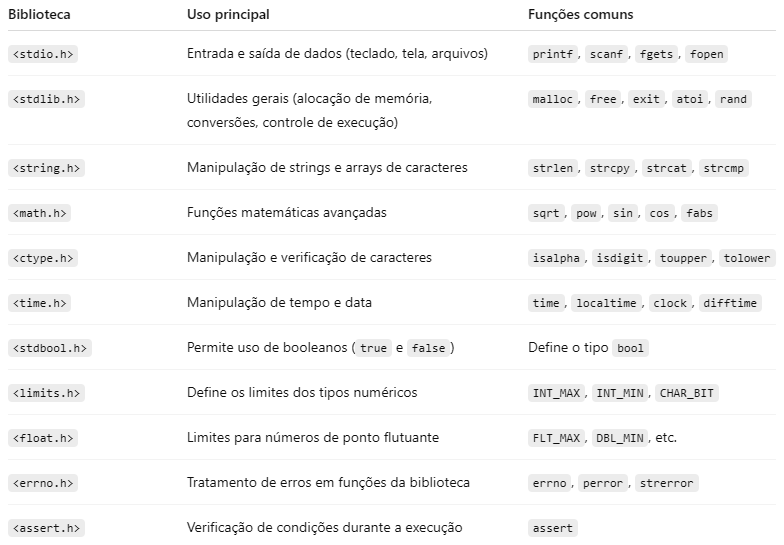 Biblioteca Uso principal Funções comuns
<stdio.h> Entrada e saída de dados (teclado, tela, arquivos) printf, scanf, fgets, fopen
<stdlib.h> Utilidades gerais (alocação de memória, malloc, free, exit, atoi, rand
conversões, controle de execução)
<string.h> Manipulação de strings e arrays de caracteres strlen, strcpy, strcat, strcmp
<math.h> Funções matemáticas avançadas sqrt, pow, sin, cos, fabs
<ctype.h> Manipulação e verificação de caracteres isalpha, isdigit, toupper, tolower
<time.h> Manipulação de tempo e data time, localtime, clock, difftime
<stdbool.h> Permite uso de booleanos (true e false) Define o tipo bool
<limits.h> Define os limites dos tipos numéricos INT_MAX, INT_MIN, CHAR_BIT
<float.h> Limites para números de ponto flutuante FLT_MAX, DBL_MIN, etc.
<errno.h> Tratamento de erros em funções da biblioteca errno, perror, strerror
<assert.h> Verificação de condições durante a execução assert